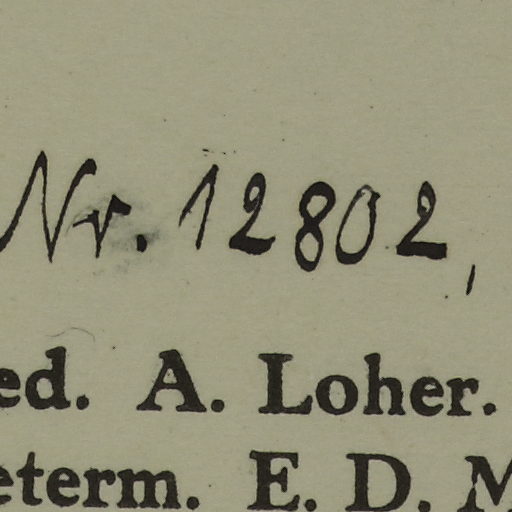 Nr. 12802,
ed. A. Loher.
eterm. E. D. M